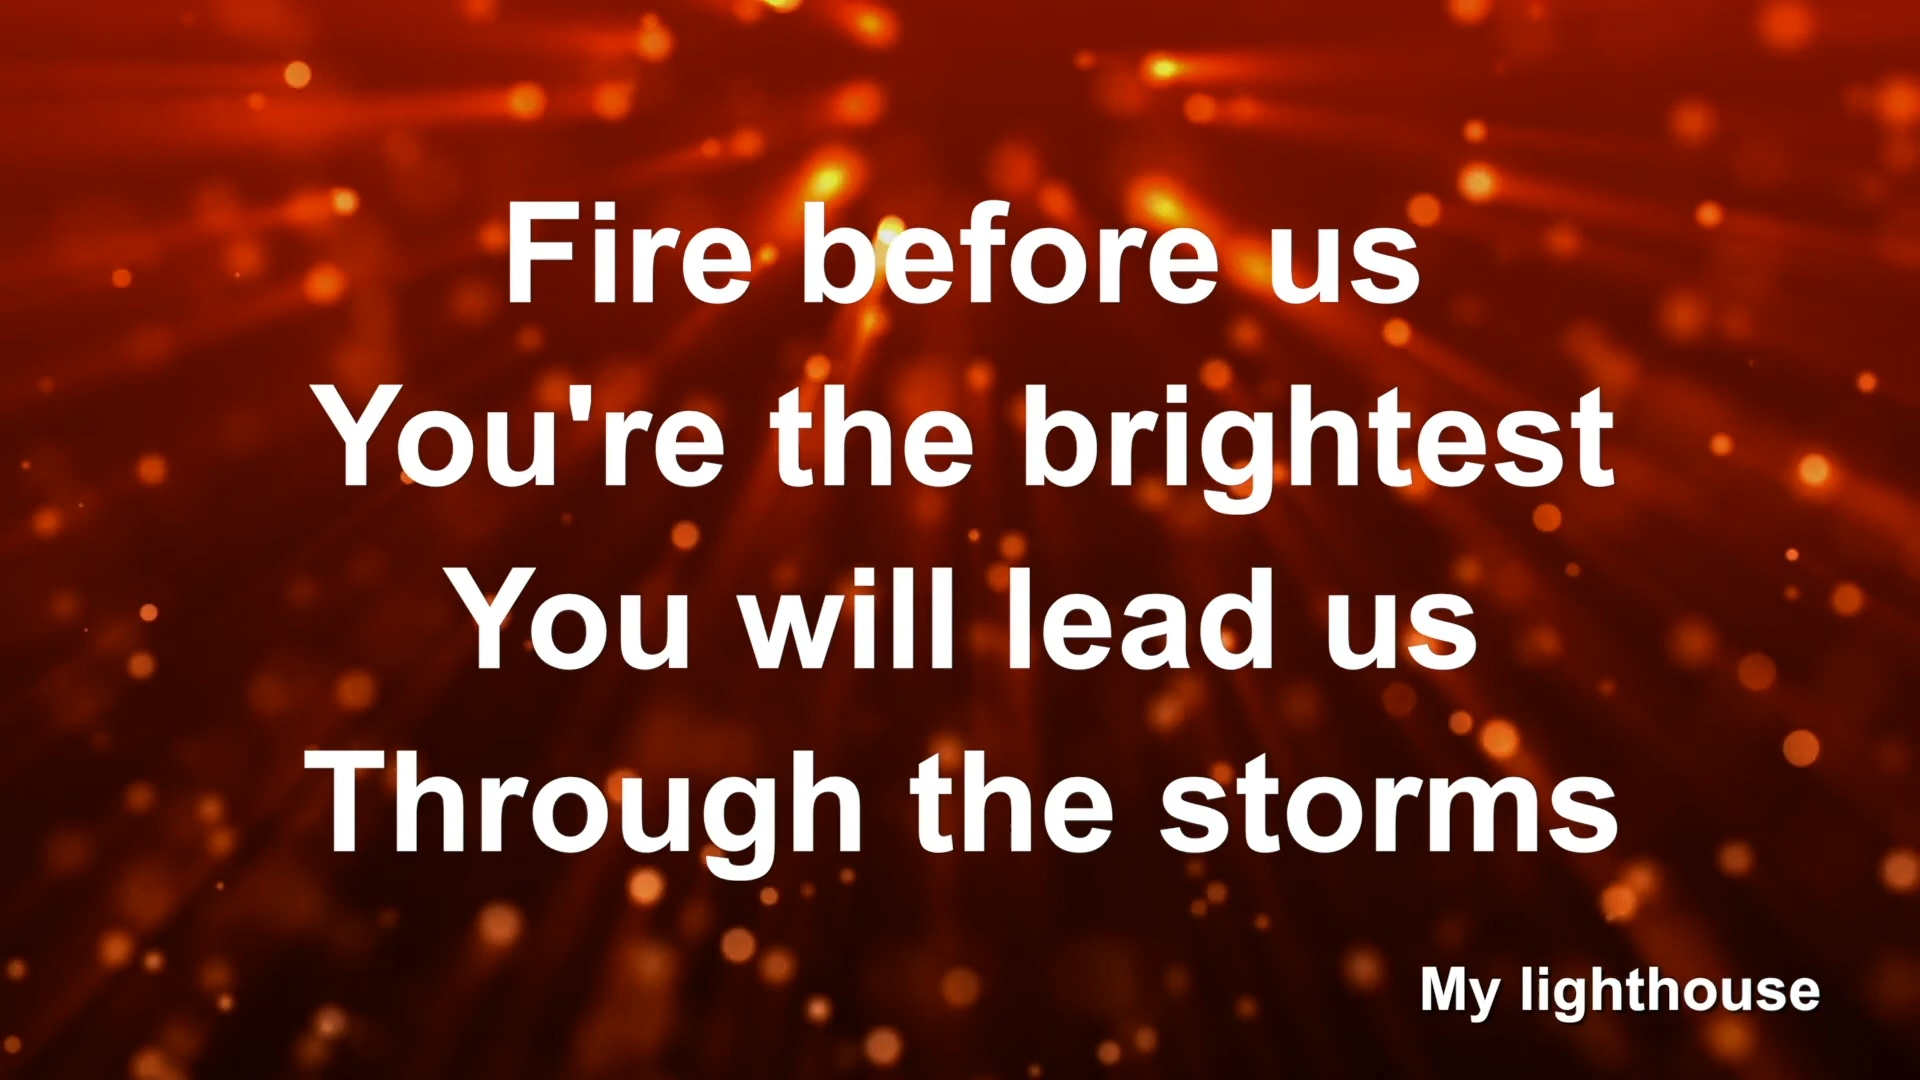 Fire before us
You're the brightest
You will lead us
Through the storms
My lighthouse